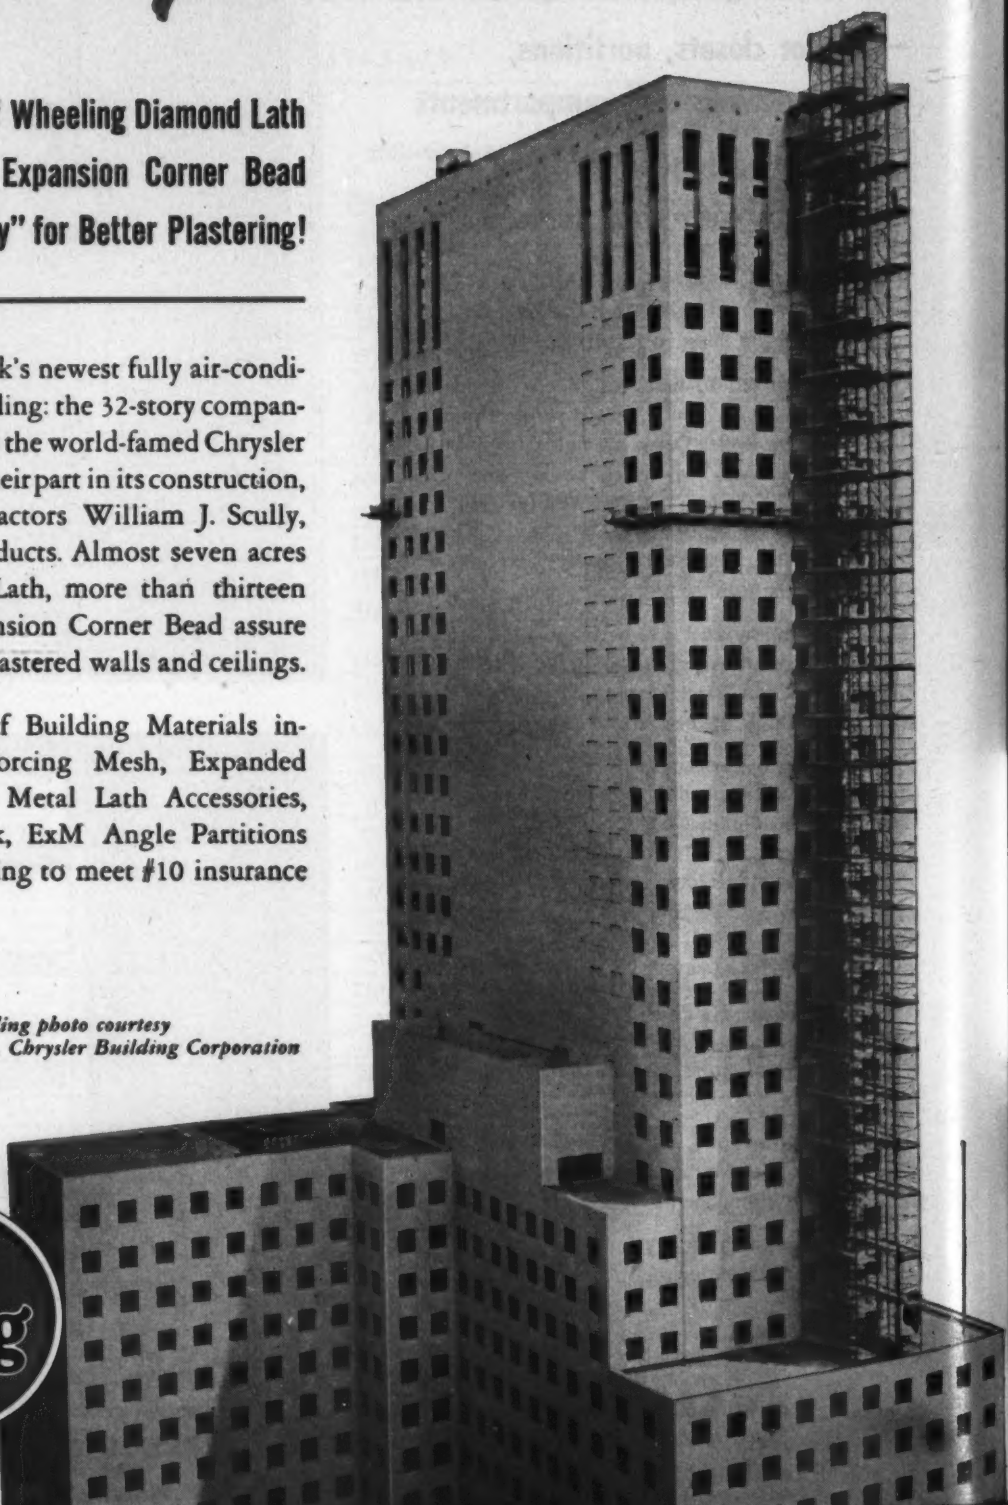 Wheeling Diamond Lath
Expansion Corner Bead
y” for Better Plastering!
k's newest fully air-condi-
ling: the 32-story compan-
the world-famed Chrysler
eir part in its construction,
actors William J. Scully,
ducts. Almost seven acres
Lath, more than thirteen
nsion Corner Bead assure
astered walls and ceilings.
f Building Materials in-
orcing Mesh, Expanded
Metal Lath Accessories,
k, ExM Angle Partitions
ng to meet #10 insurance
ding photo courtesy
Chrysler Building Corporation
g